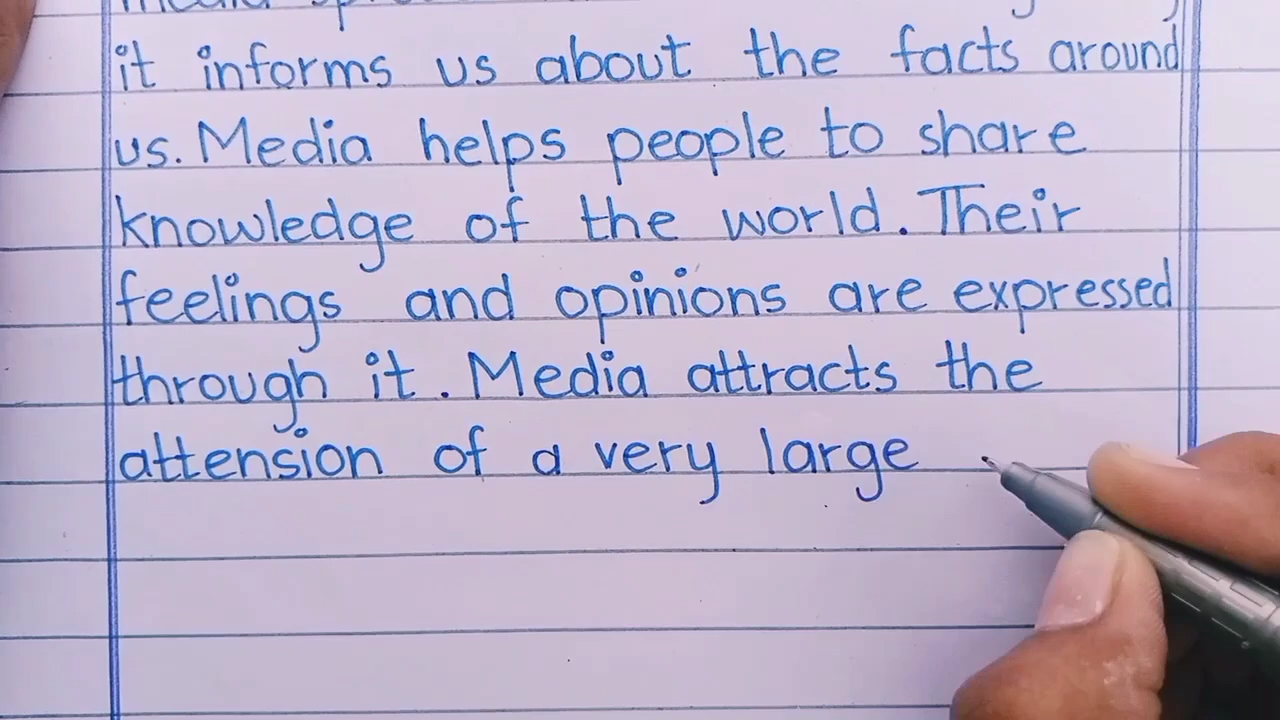 it informs us about the facts around
us. Media helps people to share
knowledge of the world. Their
feelings and opinions are expressed
through it. Media attracts the
attension of a very large